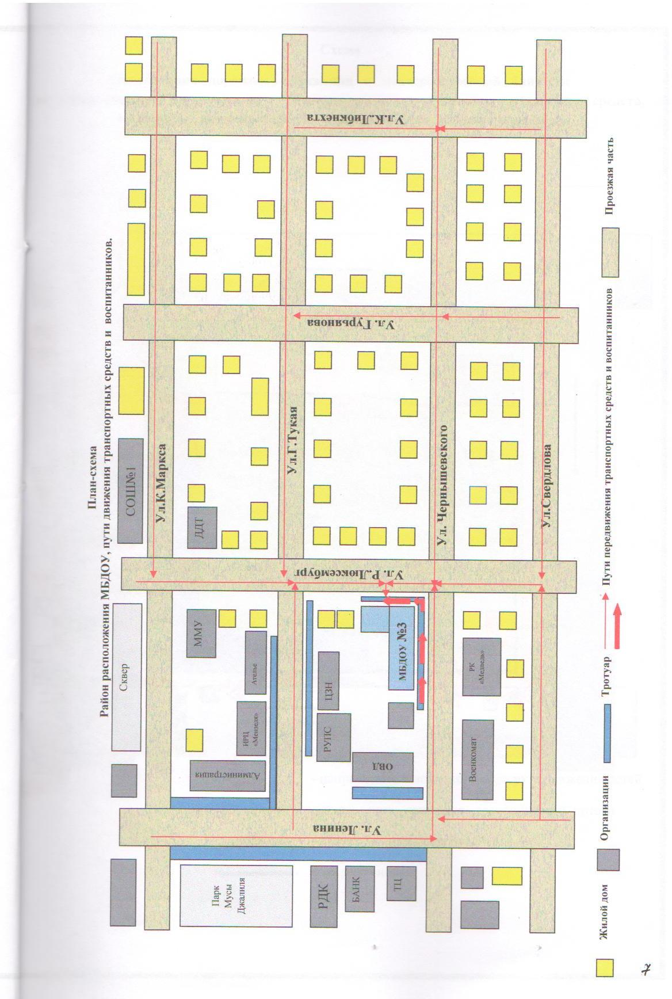 План-схема
Район расположения МБДОУ, пути движения транспортных средств и воспитанников.
Сквер
СОШ№1
Ул.К.Маркса
Парк
Мусы
Джалиля
Администрация
ИРЦ
«Мензеля»
Ателье
ММУ
ДДТ
Ул.Г.Тукая
РДК
БАНК
ТЦ
Ул. Ленина
РУПС
ЦЗН
ОВД
МБДОУ №3
Ул. Р.Люксембург
Ул. Гурьянова
Ул.К.Либкнехта
Ул. Чернышевского
Военкомат
РК
«Медведь»
Ул.Свердлова
Жилой дом
Организации
Тротуар
Пути передвижения транспортных средств и воспитанников
Проезжая часть
7